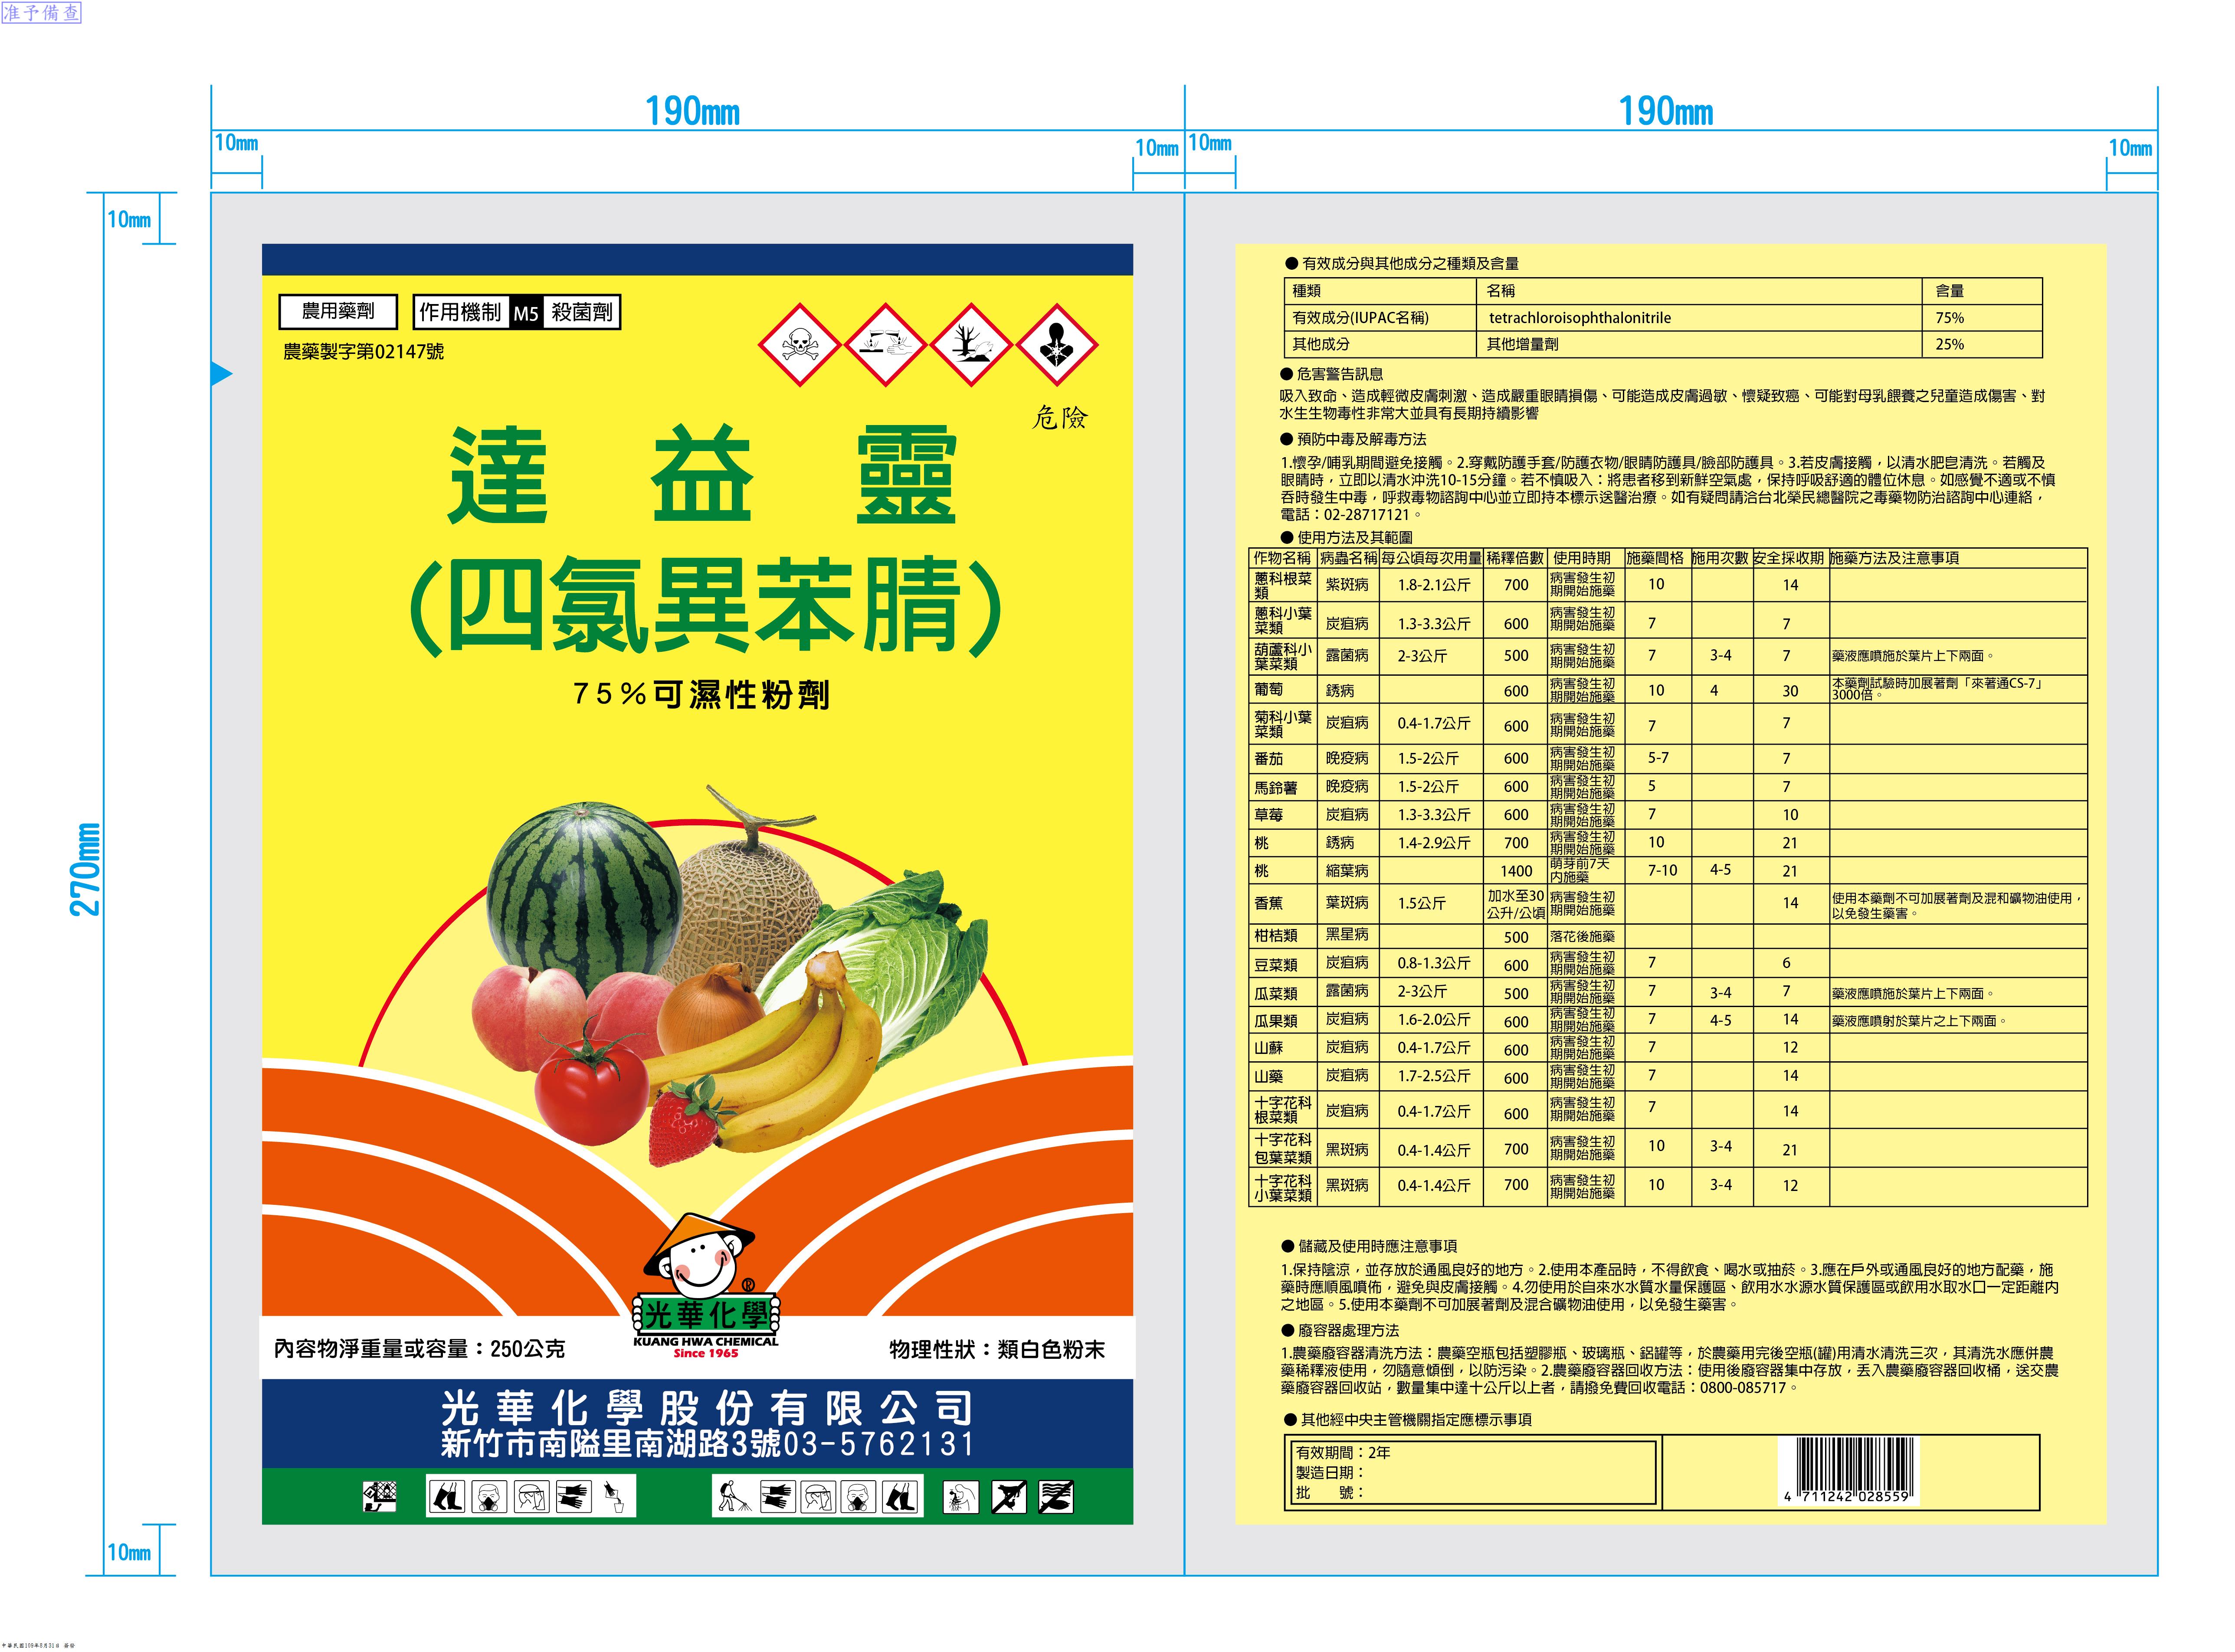 准予備查
190mm
190mm
10mm
10mm
10mm
10mm
10mm
270mm
10mm
農用藥劑
作用機制 M5 殺菌劑
農藥製字第02147號
危險
達益靈
(四氯異苯腈)
75%可濕性粉劑
®
光華化學
KUANG HWA CHEMICAL
Since 1965
內容物淨重量或容量：250公克
物理性狀：類白色粉末
光華化學股份有限公司
新竹市南隘里南湖路3號03-5762131
● 有效成分與其他成分之種類及含量
種類 名稱 含量
有效成分(IUPAC名稱) tetrachloroisophthalonitrile 75%
其他成分 其他增量劑 25%
● 危害警告訊息
吸入致命、造成輕微皮膚刺激、造成嚴重眼睛損傷、可能造成皮膚過敏、懷疑致癌、可能對母乳餵養之兒童造成傷害、對
水生生物毒性非常大並具有長期持續影響
● 預防中毒及解毒方法
1.懷孕/哺乳期間避免接觸。2.穿戴防護手套/防護衣物/眼睛防護具/臉部防護具。3.若皮膚接觸，以清水肥皂清洗。若觸及
眼睛時，立即以清水沖洗10-15分鐘。若不慎吸入：將患者移到新鮮空氣處，保持呼吸舒適的體位休息。如感覺不適或不慎
吞時發生中毒，呼救毒物諮詢中心並立即持本標示送醫治療。如有疑問請洽台北榮民總醫院之毒藥物防治諮詢中心連絡，
電話：02-28717121。
● 使用方法及其範圍
作物名稱 病蟲名稱 每公頃每次用量 稀釋倍數 使用時期 施藥間格 施用次數 安全採收期 施藥方法及注意事項
蔥科根菜類 紫斑病 1.8-2.1公斤 700 病害發生初期開始施藥 10 14
蔥科小葉菜類 炭疽病 1.3-3.3公斤 600 病害發生初期開始施藥 7 7
葫蘆科小葉菜類 露菌病 2-3公斤 500 病害發生初期開始施藥 7 3-4 7 藥液應噴施於葉片上下兩面。
葡萄 銹病 600 病害發生初期開始施藥 10 4 30 本藥劑試驗時加展著劑「來著通CS-7」3000倍。
菊科小葉菜類 炭疽病 0.4-1.7公斤 600 病害發生初期開始施藥 7 7
番茄 晚疫病 1.5-2公斤 600 病害發生初期開始施藥 5-7 7
馬鈴薯 晚疫病 1.5-2公斤 600 病害發生初期開始施藥 5 7
草莓 炭疽病 1.3-3.3公斤 600 病害發生初期開始施藥 7 10
桃 銹病 1.4-2.9公斤 700 病害發生初期開始施藥 10 21
桃 縮葉病 1400 萌芽前7天內施藥 7-10 4-5 21
香蕉 葉斑病 1.5公斤 加水至30公升/公頃 病害發生初期開始施藥 14 使用本藥劑不可加展著劑及混和礦物油使用，以免發生藥害。
柑桔類 黑星病 500 落花後施藥
豆菜類 炭疽病 0.8-1.3公斤 600 病害發生初期開始施藥 7 6
瓜菜類 露菌病 2-3公斤 500 病害發生初期開始施藥 7 3-4 7 藥液應噴施於葉片上下兩面。
瓜果類 炭疽病 1.6-2.0公斤 600 病害發生初期開始施藥 7 4-5 14 藥液應噴射於葉片之上下兩面。
山蘇 炭疽病 0.4-1.7公斤 600 病害發生初期開始施藥 7 12
山藥 炭疽病 1.7-2.5公斤 600 病害發生初期開始施藥 7 14
十字花科根菜類 炭疽病 0.4-1.7公斤 600 病害發生初期開始施藥 7 14
十字花科包葉菜類 黑斑病 0.4-1.4公斤 700 病害發生初期開始施藥 10 3-4 21
十字花科小葉菜類 黑斑病 0.4-1.4公斤 700 病害發生初期開始施藥 10 3-4 12
● 儲藏及使用時應注意事項
1.保持陰涼，並存放於通風良好的地方。2.使用本產品時，不得飲食、喝水或抽菸。3.應在戶外或通風良好的地方配藥，施
藥時應順風噴佈，避免與皮膚接觸。4.勿使用於自來水水質水量保護區、飲用水水源水質保護區或飲用水取水口一定距離內
之地區。5.使用本藥劑不可加展著劑及混合礦物油使用，以免發生藥害。
● 廢容器處理方法
1.農藥廢容器清洗方法：農藥空瓶包括塑膠瓶、玻璃瓶、鋁罐等，於農藥用完後空瓶(罐)用清水清洗三次，其清洗水應併農
藥稀釋液使用，勿隨意傾倒，以防污染。2.農藥廢容器回收方法：使用後廢容器集中存放，丟入農藥廢容器回收桶，送交農
藥廢容器回收站，數量集中達十公斤以上者，請撥免費回收電話：0800-085717。
● 其他經中央主管機關指定應標示事項
有效期間：2年
製造日期：
批　　號：
4 711242 028559